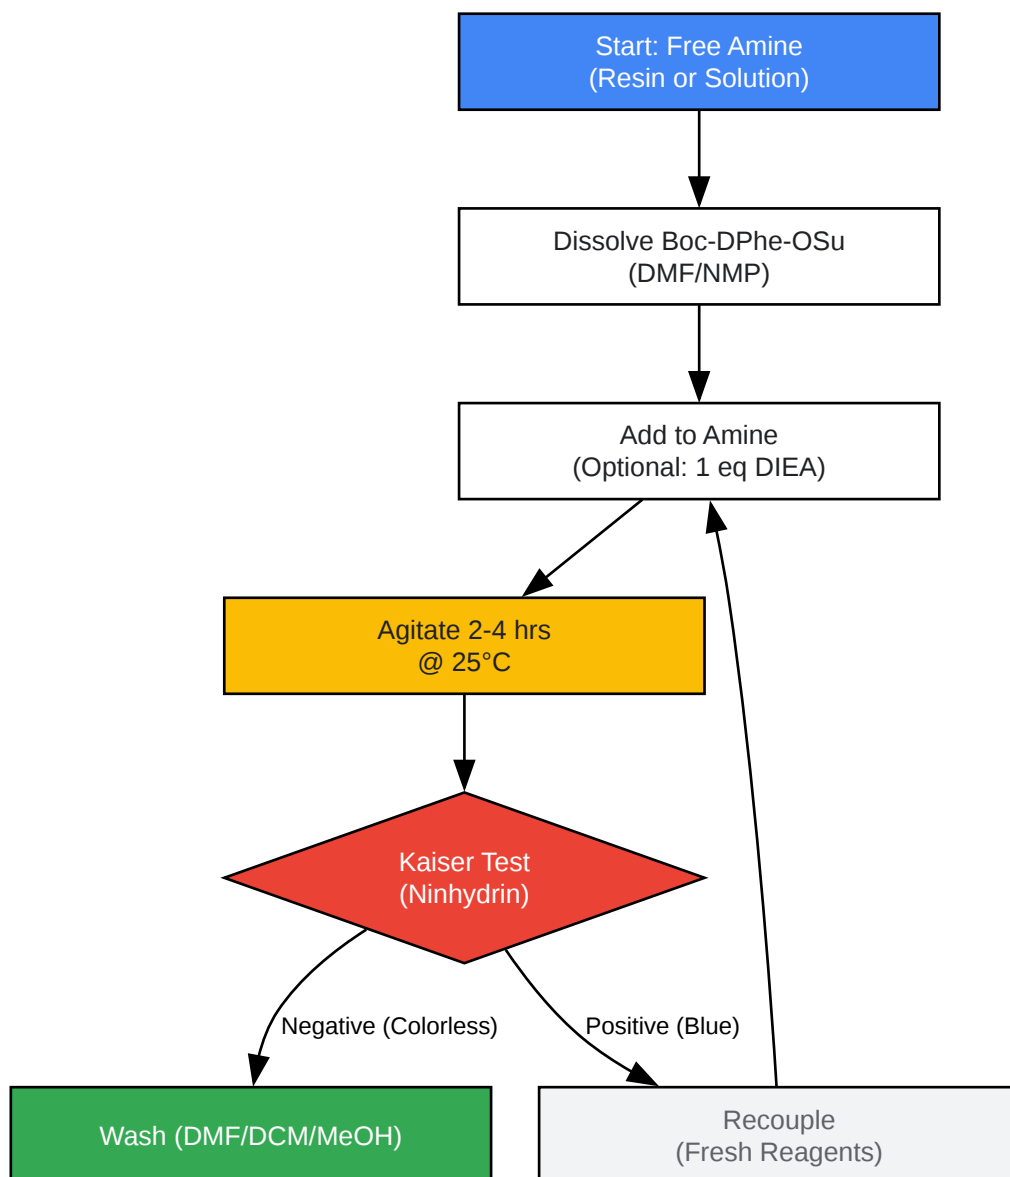 Start: Free Amine
(Resin or Solution)
Dissolve Boc-DPhe-OSu
(DMF/NMP)
Add to Amine
(Optional: 1 eq DIEA)
Agitate 2-4 hrs
@ 25°C
Kaiser Test
(Ninhydrin)
Negative (Colorless)
Positive (Blue)
Wash (DMF/DCM/MeOH)
Recouple
(Fresh Reagents)